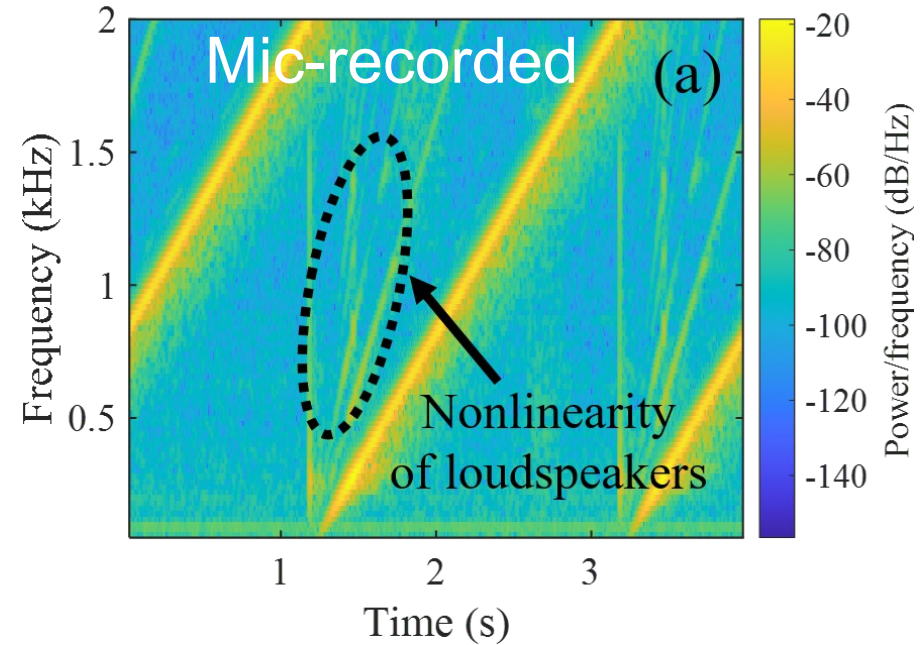 Mic-recorded
(a)
Nonlinearity
of loudspeakers
Frequency (kHz)
2
1.5
1
0.5
1
2
3
Time (s)
-20
-40
-60
-80
-100
-120
-140
Power/frequency (dB/Hz)